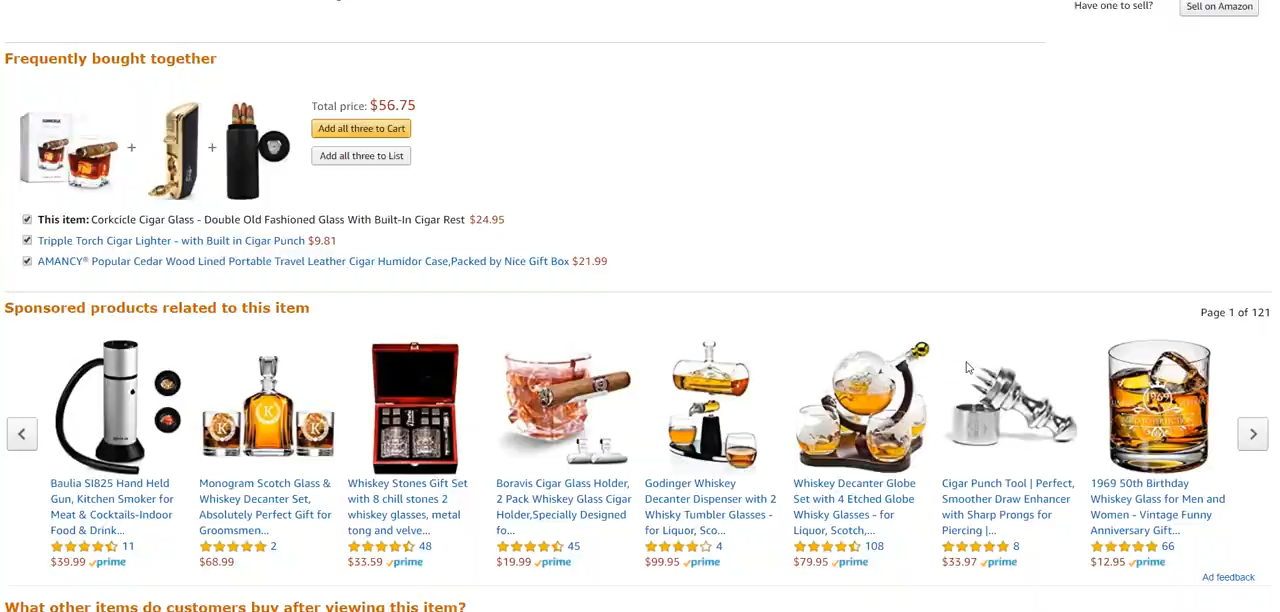 Have one to sell?
Sell on Amazon
Frequently bought together
Total price: $56.75
Add all three to Cart
+
+
Add all three to List
This item: Corkcicle Cigar Glass - Double Old Fashioned Glass With Built-In Cigar Rest $24.95
Tripple Torch Cigar Lighter - with Built in Cigar Punch $9.81
AMANCY® Popular Cedar Wood Lined Portable Travel Leather Cigar Humidor Case,Packed by Nice Gift Box $21.99
Sponsored products related to this item
Page 1 of 121
Baulia SI825 Hand Held
Gun, Kitchen Smoker for
Meat & Cocktails-Indoor
Food & Drink...
11
$39.99 prime
Monogram Scotch Glass &
Whiskey Decanter Set,
Absolutely Perfect Gift for
Groomsmen...
2
$68.99
Whiskey Stones Gift Set
with 8 chill stones 2
whiskey glasses, metal
tong and velve...
48
$33.59 prime
Boravis Cigar Glass Holder,
2 Pack Whiskey Glass Cigar
Holder,Specially Designed
fo...
45
$19.99 prime
Godinger Whiskey
Decanter Dispenser with 2
Whisky Tumbler Glasses -
for Liquor, Sco...
4
$99.95 prime
Whiskey Decanter Globe
Set with 4 Etched Globe
Whisky Glasses - for
Liquor, Scotch,...
108
$79.95 prime
Cigar Punch Tool | Perfect,
Smoother Draw Enhancer
with Sharp Prongs for
Piercing |...
8
$33.97 prime
1969
1969 50th Birthday
Whiskey Glass for Men and
Women - Vintage Funny
Anniversary Gift...
66
$12.95 prime
Ad feedback
What other items do customers buy after viewing this item?